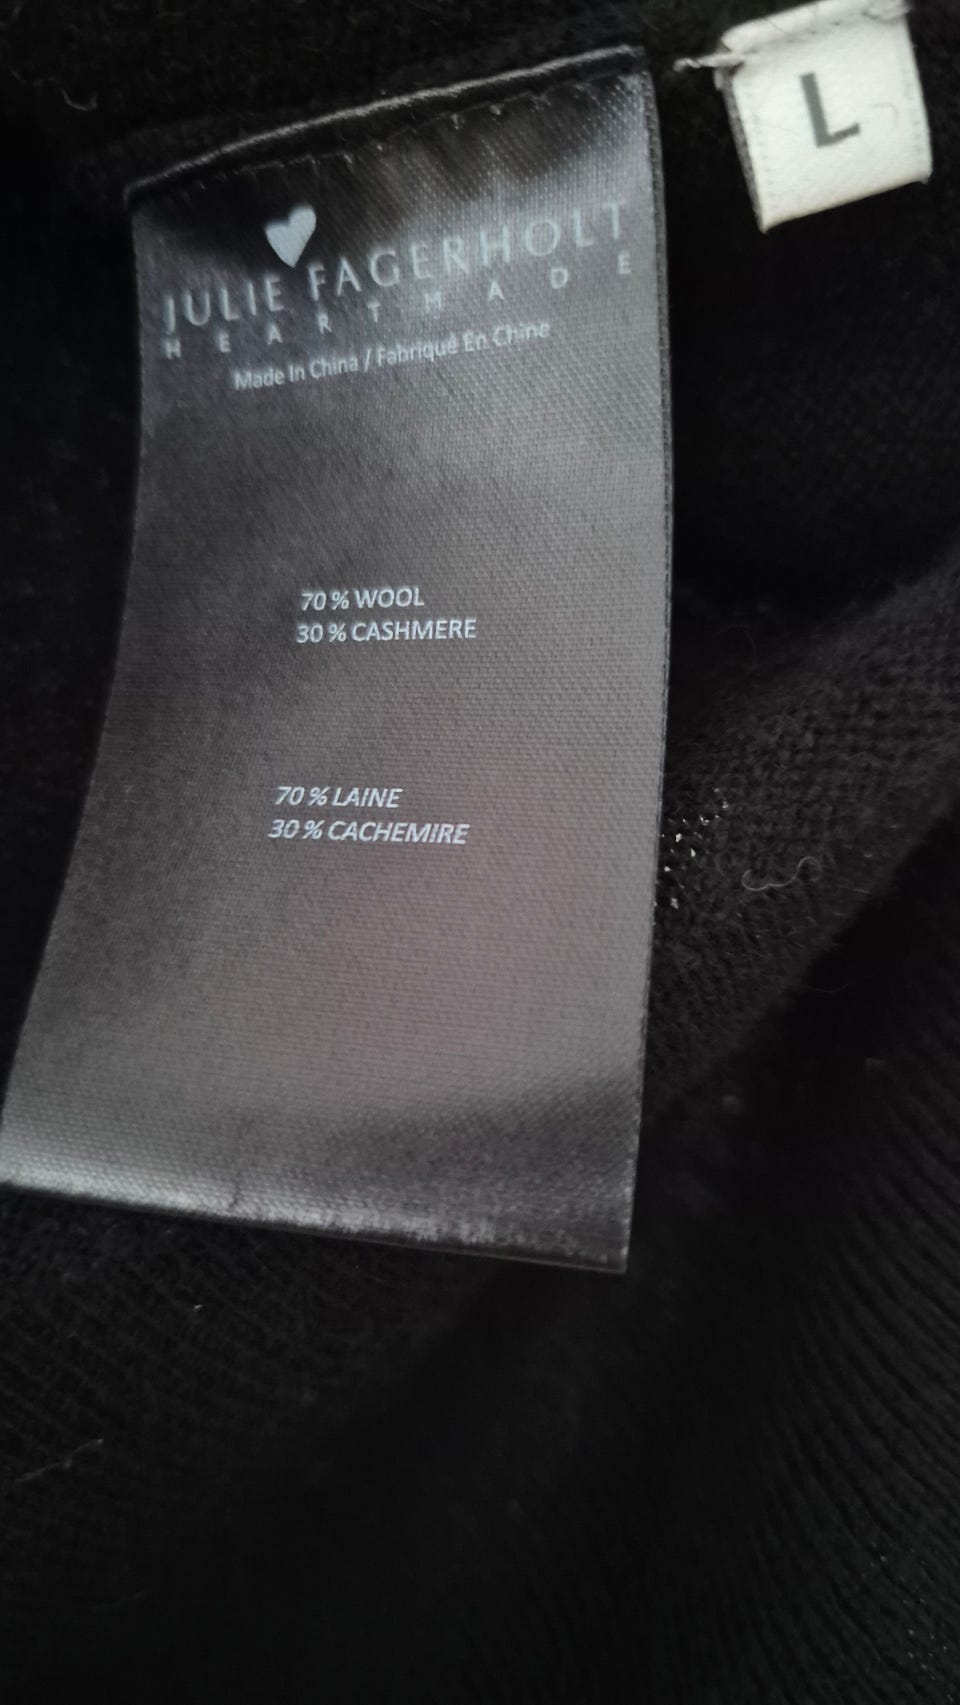 L
JULIE FAGERHOLT
HEARTMADE
Made In China / Fabriqué En Chine
70 % WOOL
30 % CASHMERE
70 % LAINE
30 % CACHEMIRE